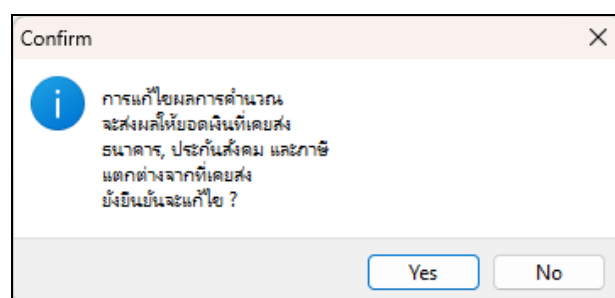 Confirm
การแก้ไขผลการคำนวณ
จะส่งผลให้ยอดเงินที่เคยส่ง
ธนาคาร, ประกันสังคม และภาษี
แตกต่างจากที่เคยส่ง
ยังยืนยันจะแก้ไข ?
Yes No